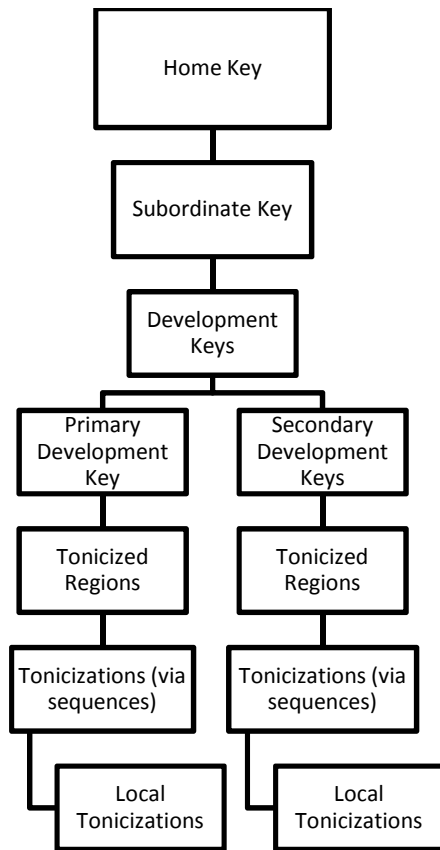 Home Key
Subordinate Key
Development
Keys
Primary
Development
Key
Secondary
Development
Keys
Tonicized
Regions
Tonicized
Regions
Tonicizations (via
sequences)
Tonicizations (via
sequences)
Local
Tonicizations
Local
Tonicizations